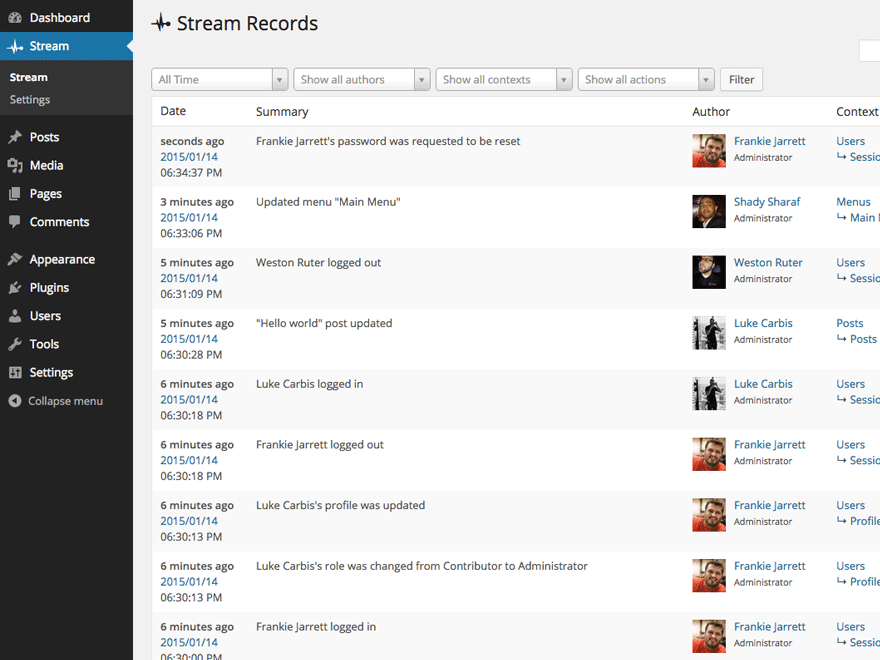 Dashboard
Stream
Stream
Settings
Posts
Media
Pages
Comments
Appearance
Plugins
Users
Tools
Settings
Collapse menu
Stream Records
All Time Show all authors Show all contexts Show all actions Filter
Date Summary Author Context
seconds ago Frankie Jarrett's password was requested to be reset Frankie Jarrett Users
2015/01/14 Administrator ↳ Sessio
06:34:37 PM
3 minutes ago Updated menu "Main Menu" Shady Sharaf Menus
2015/01/14 Administrator ↳ Main
06:33:06 PM
5 minutes ago Weston Ruter logged out Weston Ruter Users
2015/01/14 Administrator ↳ Sessio
06:31:09 PM
5 minutes ago "Hello world" post updated Luke Carbis Posts
2015/01/14 Administrator ↳ Posts
06:30:28 PM
6 minutes ago Luke Carbis logged in Luke Carbis Users
2015/01/14 Administrator ↳ Sessio
06:30:18 PM
6 minutes ago Frankie Jarrett logged out Frankie Jarrett Users
2015/01/14 Administrator ↳ Sessio
06:30:18 PM
6 minutes ago Luke Carbis's profile was updated Frankie Jarrett Users
2015/01/14 Administrator ↳ Profile
06:30:13 PM
6 minutes ago Luke Carbis's role was changed from Contributor to Administrator Frankie Jarrett Users
2015/01/14 Administrator ↳ Profile
06:30:13 PM
6 minutes ago Frankie Jarrett logged in Frankie Jarrett Users
2015/01/14 Administrator ↳ Sessio
06:30:00 PM